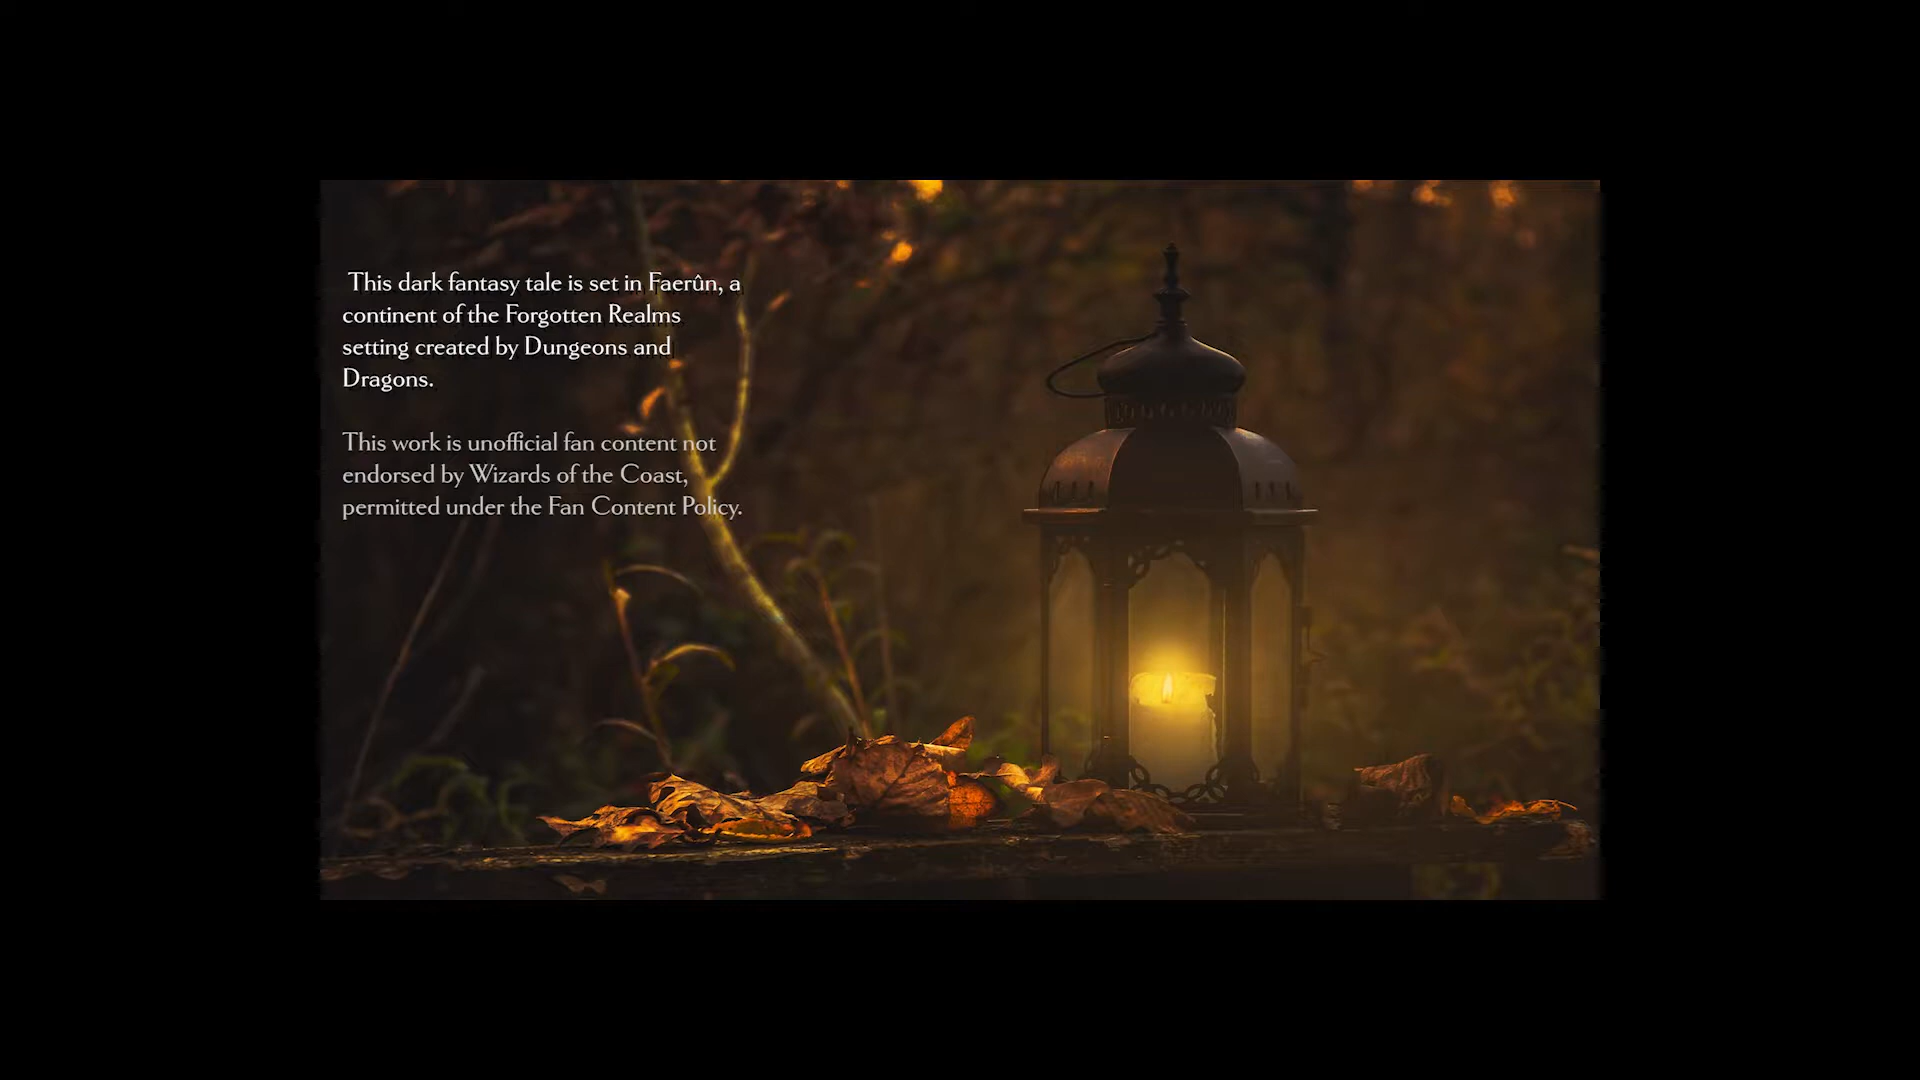 This dark fantasy tale is set in Faerûn, a
continent of the Forgotten Realms
setting created by Dungeons and
Dragons.
This work is unofficial fan content not
endorsed by Wizards of the Coast,
permitted under the Fan Content Policy.